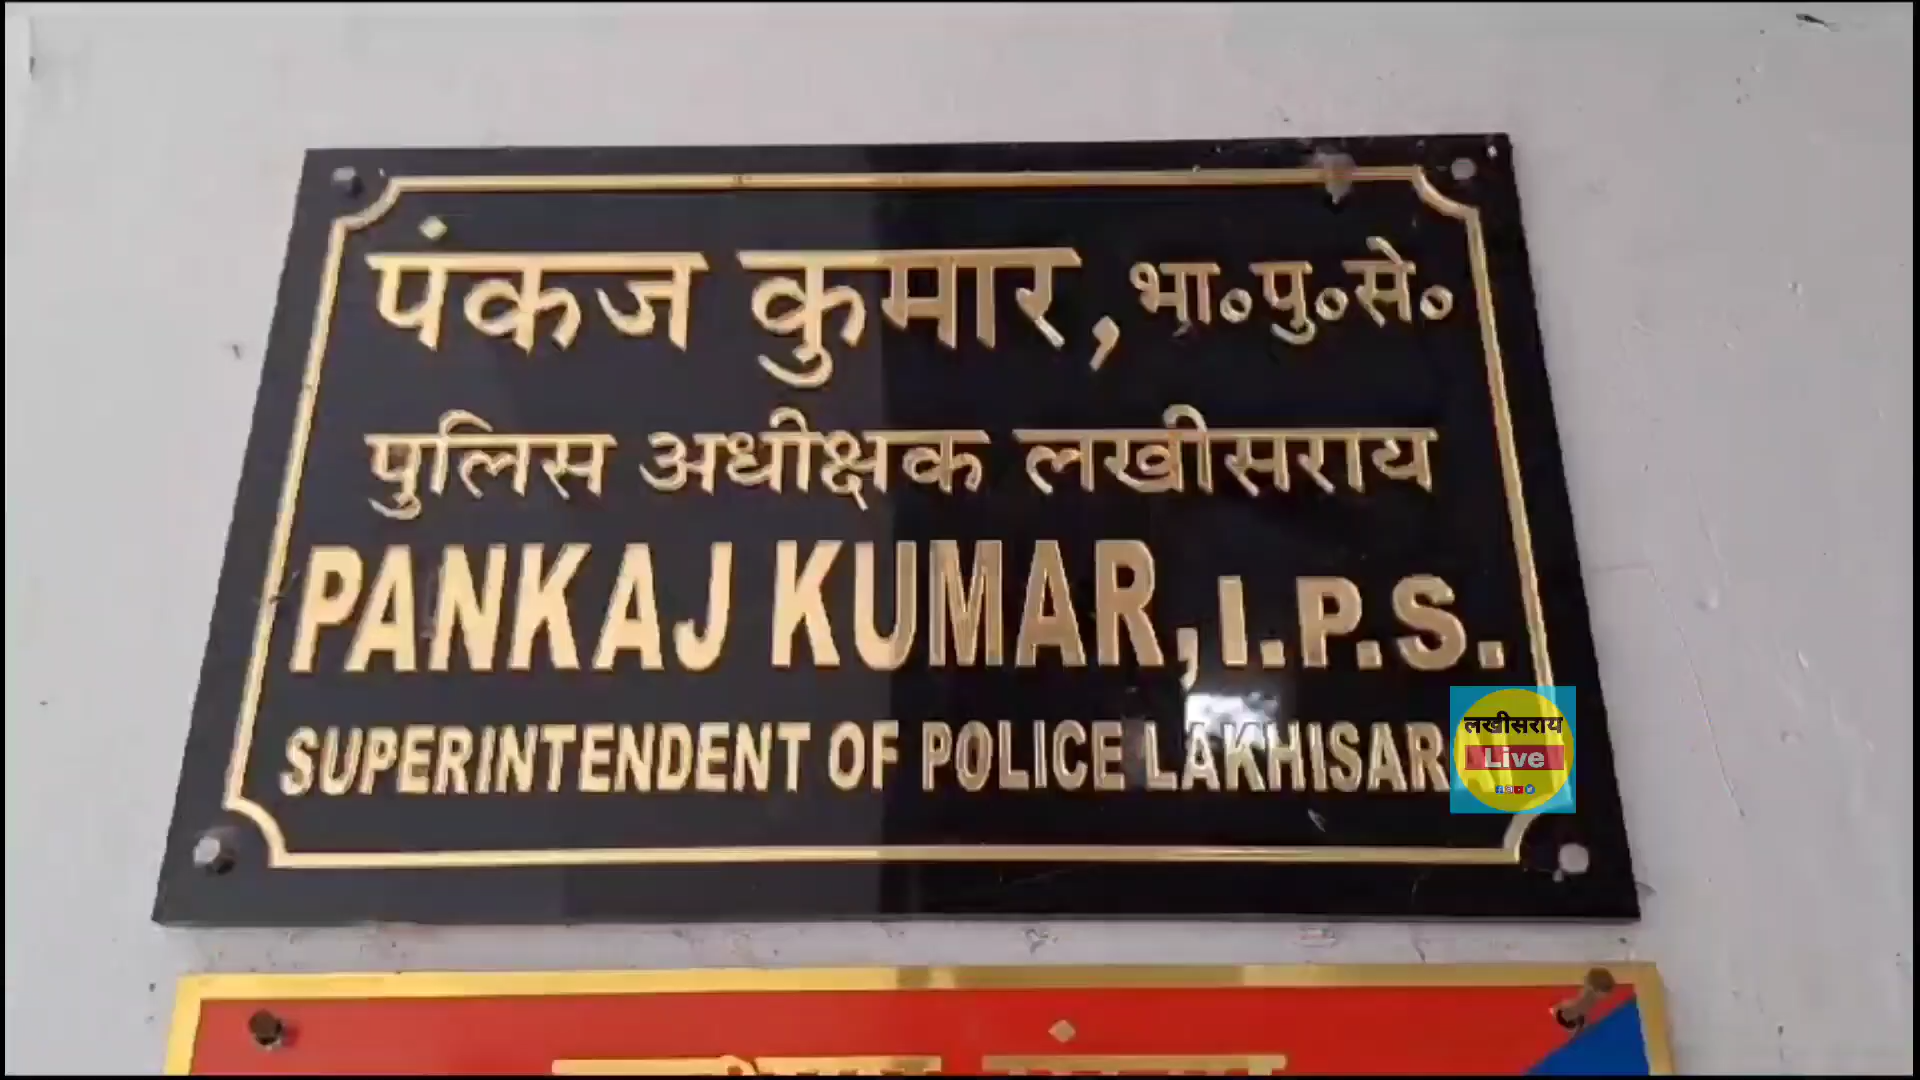 पंकज कुमार, भा॰पु॰से॰
पुलिस अधीक्षक लखीसराय
PANKAJ KUMAR, I.P.S.
SUPERINTENDENT OF POLICE LAKHISAR
लखीसराय
Live